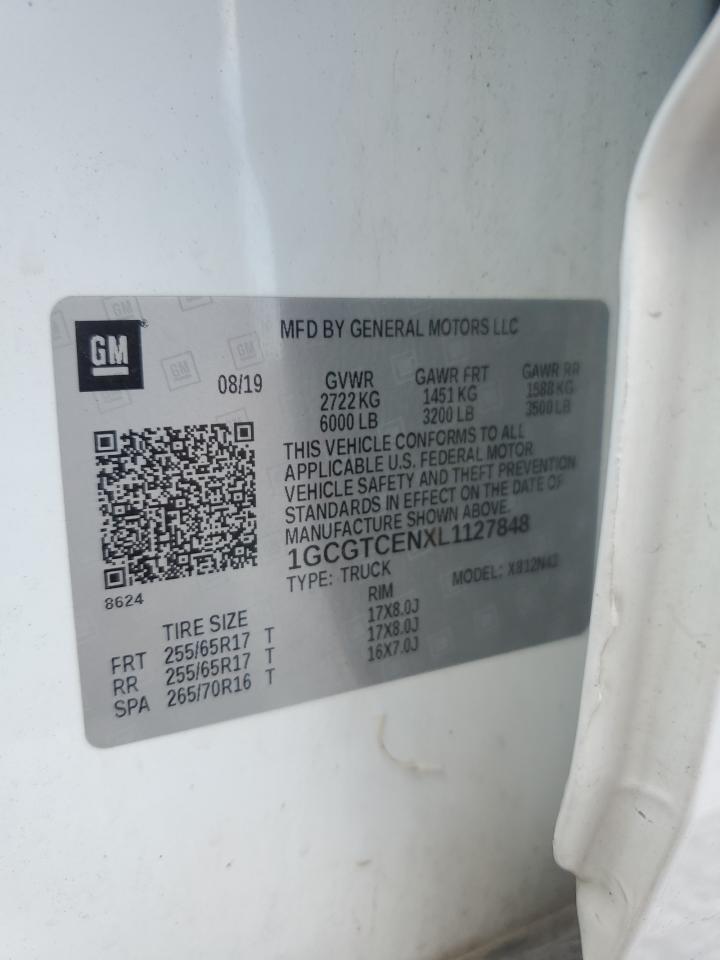 GM
MFD BY GENERAL MOTORS LLC
08/19
GVWR GAWR FRT GAWR RR
2722 KG 1451 KG 1588 KG
6000 LB 3200 LB 3500 LB
THIS VEHICLE CONFORMS TO ALL
APPLICABLE U.S. FEDERAL MOTOR
VEHICLE SAFETY AND THEFT PREVENTION
STANDARDS IN EFFECT ON THE DATE OF
MANUFACTURE SHOWN ABOVE.
1GCGTCENXL1127848
TYPE: TRUCK MODEL: X812N43
8624
TIRE SIZE RIM
FRT 255/65R17 T 17X8.0J
RR 255/65R17 T 17X8.0J
SPA 265/70R16 T 16X7.0J